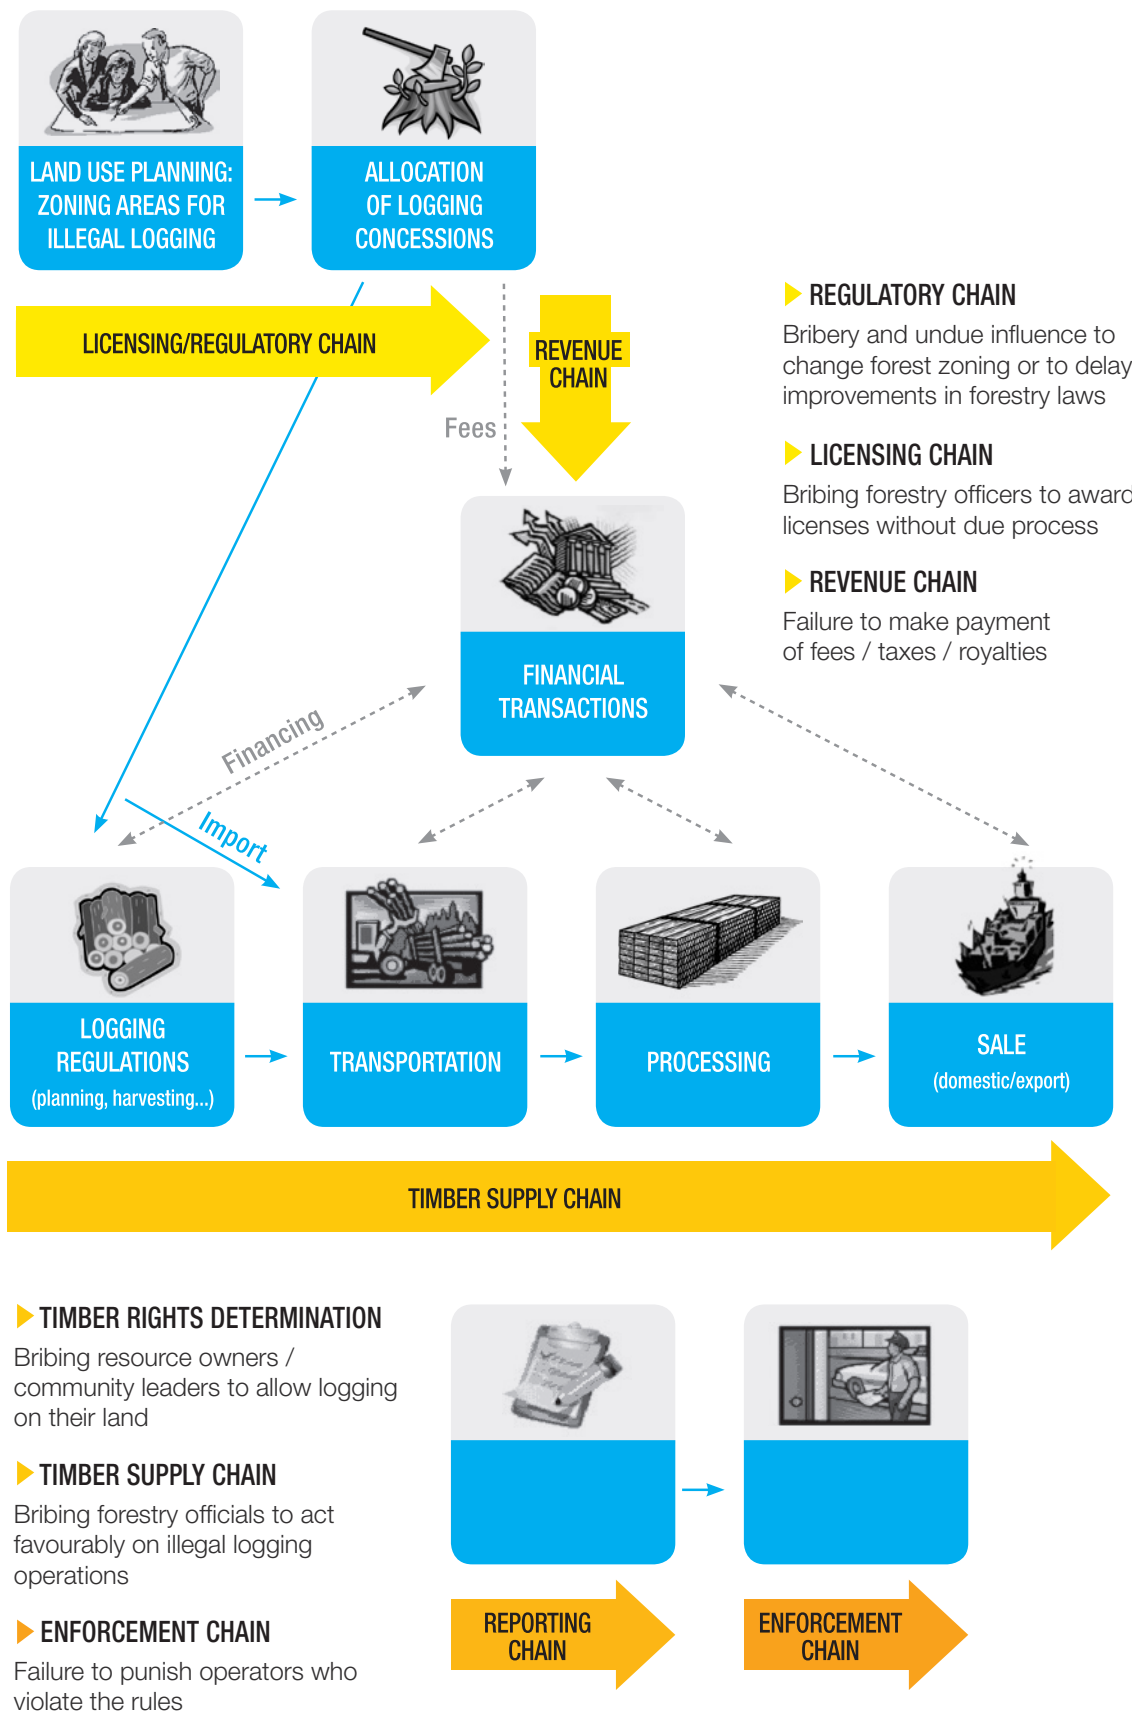 LAND USE PLANNING:
ZONING AREAS FOR
ILLEGAL LOGGING
ALLOCATION
OF LOGGING
CONCESSIONS
LICENSING/REGULATORY CHAIN
REVENUE
CHAIN
Fees
REGULATORY CHAIN
Bribery and undue influence to
change forest zoning or to delay
improvements in forestry laws
LICENSING CHAIN
Bribing forestry officers to award
licenses without due process
REVENUE CHAIN
Failure to make payment
of fees / taxes / royalties
FINANCIAL
TRANSACTIONS
Financing
Import
LOGGING
REGULATIONS
(planning, harvesting...)
TRANSPORTATION
PROCESSING
SALE
(domestic/export)
TIMBER SUPPLY CHAIN
TIMBER RIGHTS DETERMINATION
Bribing resource owners /
community leaders to allow logging
on their land
TIMBER SUPPLY CHAIN
Bribing forestry officials to act
favourably on illegal logging
operations
ENFORCEMENT CHAIN
Failure to punish operators who
violate the rules
REPORTING
CHAIN
ENFORCEMENT
CHAIN